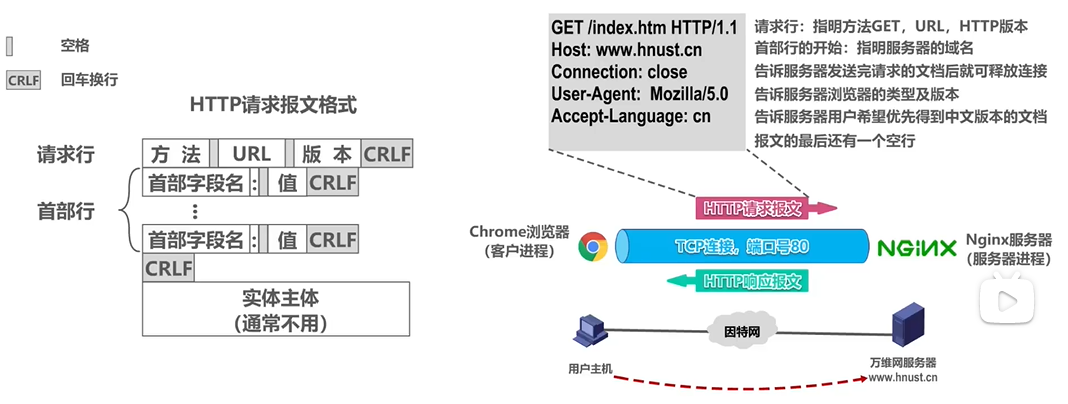 空格
CRLF 回车换行
HTTP请求报文格式
请求行 方 法 URL 版 本 CRLF
首部字段名 : 值 CRLF
首部行
⋮
首部字段名 : 值 CRLF
CRLF
实体主体
(通常不用)
GET /index.htm HTTP/1.1 请求行：指明方法GET，URL，HTTP版本
Host: www.hnust.cn 首部行的开始：指明服务器的域名
Connection: close 告诉服务器发送完请求的文档后就可释放连接
User-Agent: Mozilla/5.0 告诉服务器浏览器的类型及版本
Accept-Language: cn 告诉服务器用户希望优先得到中文版本的文档
报文的最后还有一个空行
HTTP请求报文
Chrome浏览器
(客户进程)
TCP连接，端口号80
NGINX
Nginx服务器
(服务器进程)
HTTP响应报文
因特网
用户主机
万维网服务器
www.hnust.cn